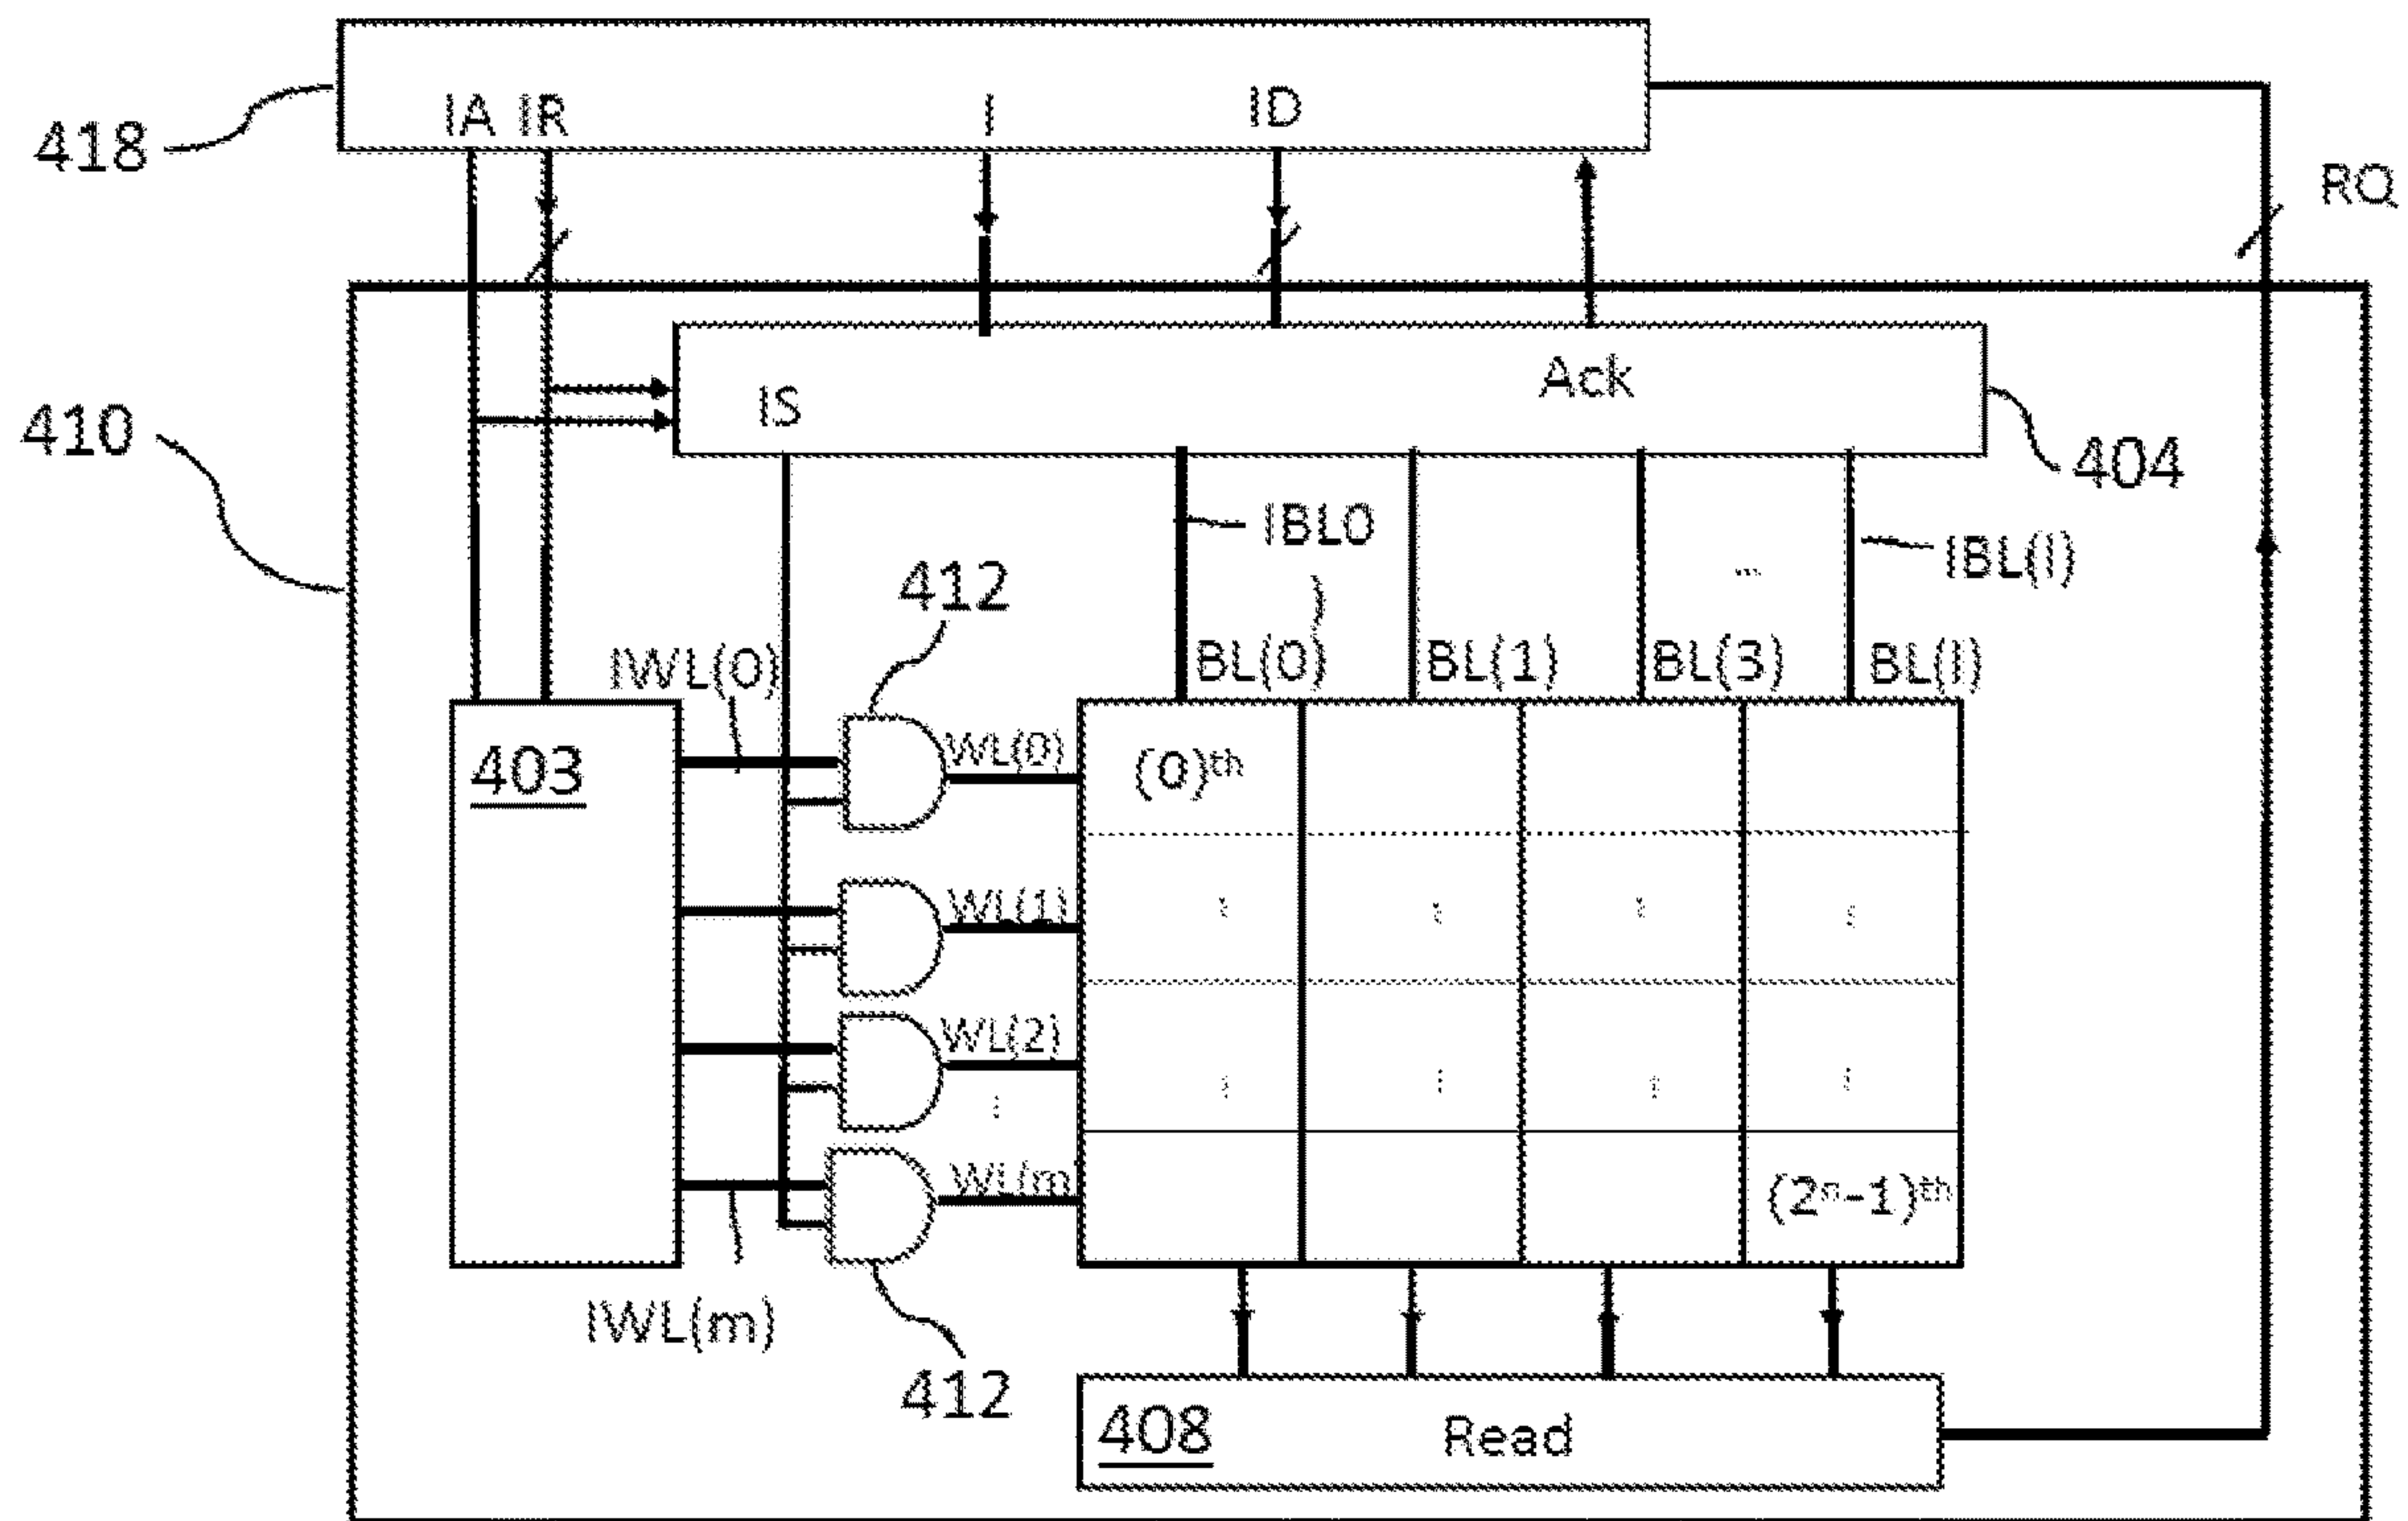 IA IR I ID
418
RQ
Ack
IS
410
404
IBL0
IBL(l)
412
BL(0) BL(1) BL(3) BL(l)
IWL(0)
403
WL(0)
(0)th
WL(1)
WL(2)
WL(m
(2ⁿ-1)th
IWL(m)
412
408 Read